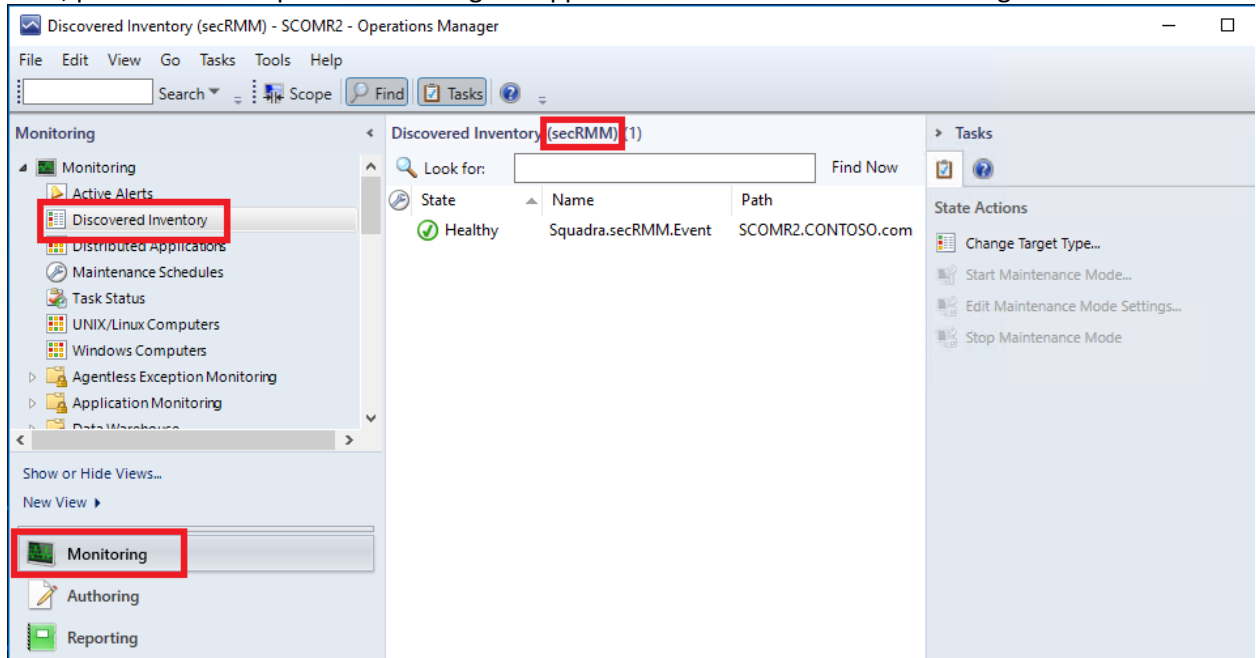 Discovered Inventory (secRMM) - SCOMR2 - Operations Manager
File Edit View Go Tasks Tools Help
Search Scope Find Tasks
Monitoring
Monitoring
Active Alerts
Discovered Inventory
Distributed Applications
Maintenance Schedules
Task Status
UNIX/Linux Computers
Windows Computers
Agentless Exception Monitoring
Application Monitoring
Data Warehouse
Show or Hide Views...
New View
Monitoring
Authoring
Reporting
Discovered Inventory (secRMM) (1)
Look for: Find Now
State Name Path
Healthy Squadra.secRMM.Event SCOMR2.CONTOSO.com
Tasks
State Actions
Change Target Type...
Start Maintenance Mode...
Edit Maintenance Mode Settings...
Stop Maintenance Mode